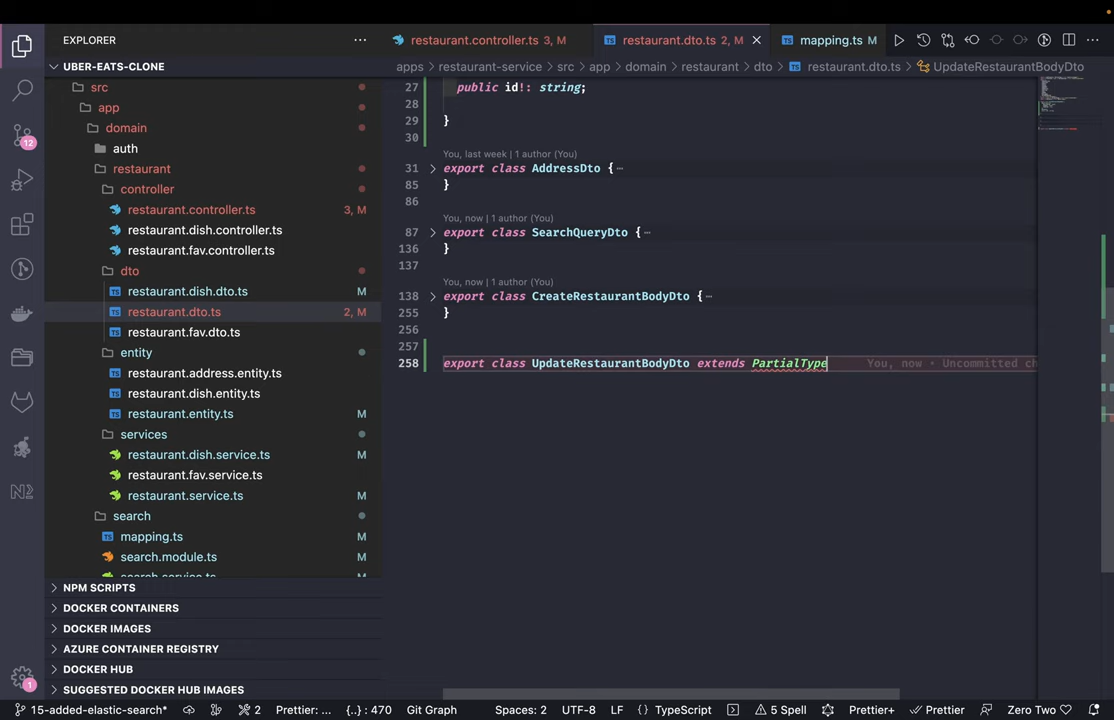 EXPLORER
UBER-EATS-CLONE
src
app
domain
auth
restaurant
controller
restaurant.controller.ts 3, M
restaurant.dish.controller.ts
restaurant.fav.controller.ts
dto
restaurant.dish.dto.ts M
restaurant.dto.ts 2, M
restaurant.fav.dto.ts
entity
restaurant.address.entity.ts
restaurant.dish.entity.ts
restaurant.entity.ts M
services
restaurant.dish.service.ts M
restaurant.fav.service.ts
restaurant.service.ts M
search
mapping.ts M
search.module.ts M
search.service.ts M
NPM SCRIPTS
DOCKER CONTAINERS
DOCKER IMAGES
AZURE CONTAINER REGISTRY
DOCKER HUB
SUGGESTED DOCKER HUB IMAGES
12
1
restaurant.controller.ts 3, M
restaurant.dto.ts 2, M
mapping.ts M
apps > restaurant-service > src > app > domain > restaurant > dto > restaurant.dto.ts > UpdateRestaurantBodyDto
27 public id!: string;
28
29 }
30
You, last week | 1 author (You)
31 export class AddressDto {
85 }
86
You, now | 1 author (You)
87 export class SearchQueryDto {
136 }
137
You, now | 1 author (You)
138 export class CreateRestaurantBodyDto {
255 }
256
257
258 export class UpdateRestaurantBodyDto extends PartialType You, now • Uncommitted ch
15-added-elastic-search* 2 Prettier: ... {..} : 470 Git Graph Spaces: 2 UTF-8 LF {} TypeScript 5 Spell Prettier+ Prettier Zero Two